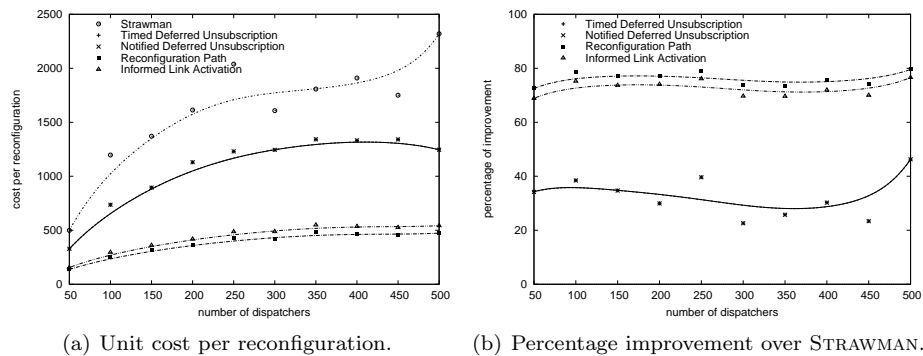 2500
2000
1500
1000
500
0
cost per reconfiguration
Strawman
Timed Deferred Unsubscription
Notified Deferred Unsubscription
Reconfiguration Path
Informed Link Activation
50 100 150 200 250 300 350 400 450 500
number of dispatchers
(a) Unit cost per reconfiguration.
100
80
60
40
20
0
percentage of improvement
Timed Deferred Unsubscription
Notified Deferred Unsubscription
Reconfiguration Path
Informed Link Activation
50 100 150 200 250 300 350 400 450 500
number of dispatchers
(b) Percentage improvement over STRAWMAN.